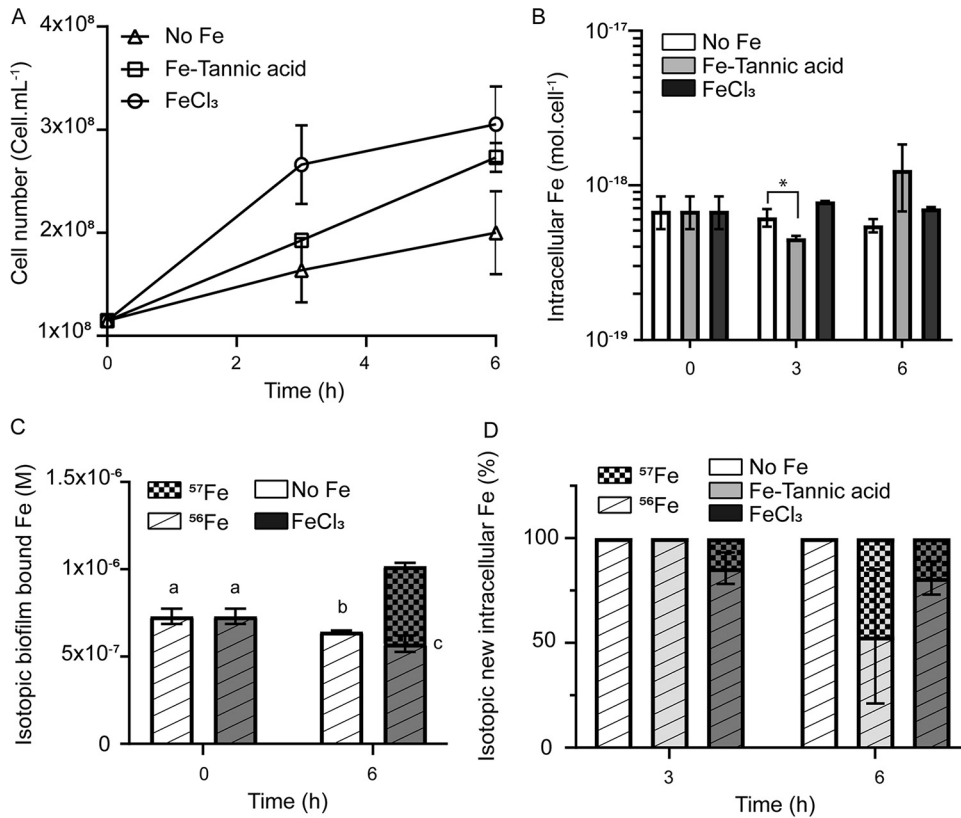 A
4x10⁸
3x10⁸
2x10⁸
1x10⁸
Cell number (Cell.mL⁻¹)
No Fe
Fe-Tannic acid
FeCl₃
0 2 4 6
Time (h)
B
10⁻¹⁷
10⁻¹⁸
10⁻¹⁹
Intracellular Fe (mol.cell⁻¹)
No Fe
Fe-Tannic acid
FeCl₃
*
0 3 6
Time (h)
C
1.5x10⁻⁶
1x10⁻⁶
5x10⁻⁷
0
Isotopic biofilm bound Fe (M)
⁵⁷Fe No Fe
⁵⁶Fe FeCl₃
a a b c
0 6
Time (h)
D
⁵⁷Fe
⁵⁶Fe
No Fe
Fe-Tannic acid
FeCl₃
100
50
0
Isotopic new intracellular Fe (%)
3 6
Time (h)